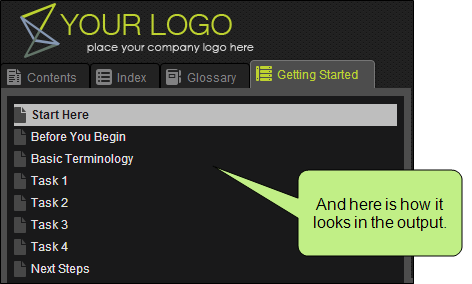 YOUR LOGO
place your company logo here
Contents Index Glossary Getting Started
Start Here
Before You Begin
Basic Terminology
Task 1
Task 2
Task 3
Task 4
Next Steps
And here is how it
looks in the output.